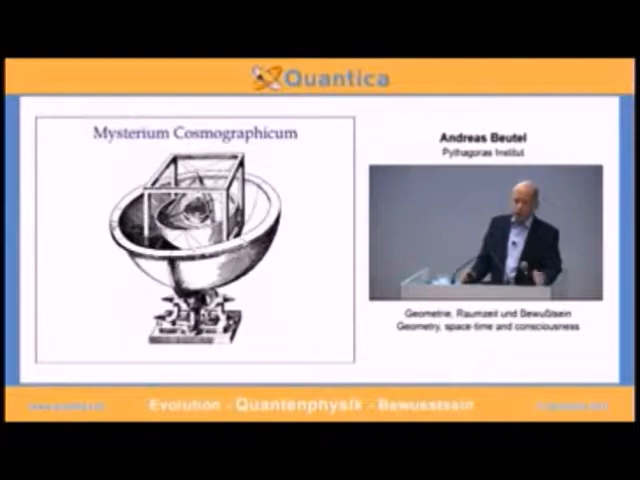 Quantica
Mysterium Cosmographicum
Andreas Beutel
Pythagoras Institut
Geometrie, Raumzeit und Bewußtsein
Geometry, space-time and consciousness
Evolution - Quantenphysik - Bewusstsein